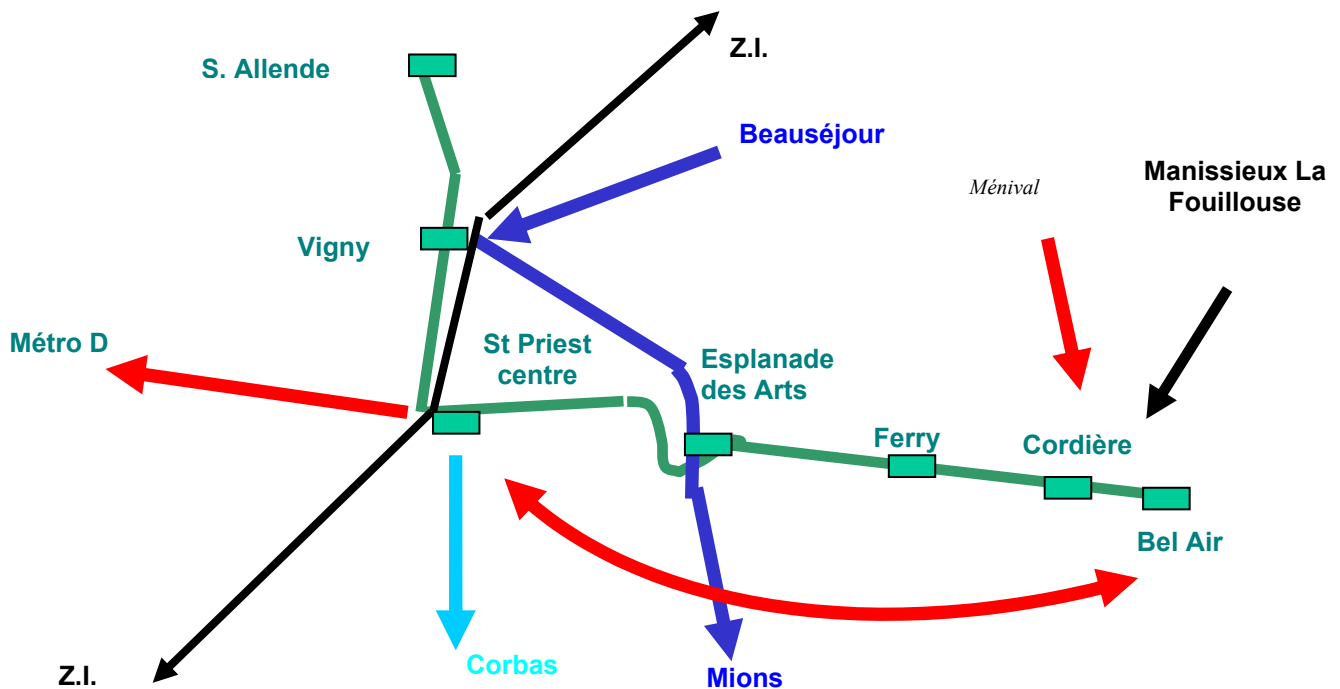 Z.I.
S. Allende
Beauséjour
Ménival
Manissieux La
Fouillouse
Vigny
Métro D
St Priest
centre
Esplanade
des Arts
Ferry
Cordière
Bel Air
Corbas
Z.I.
Mions